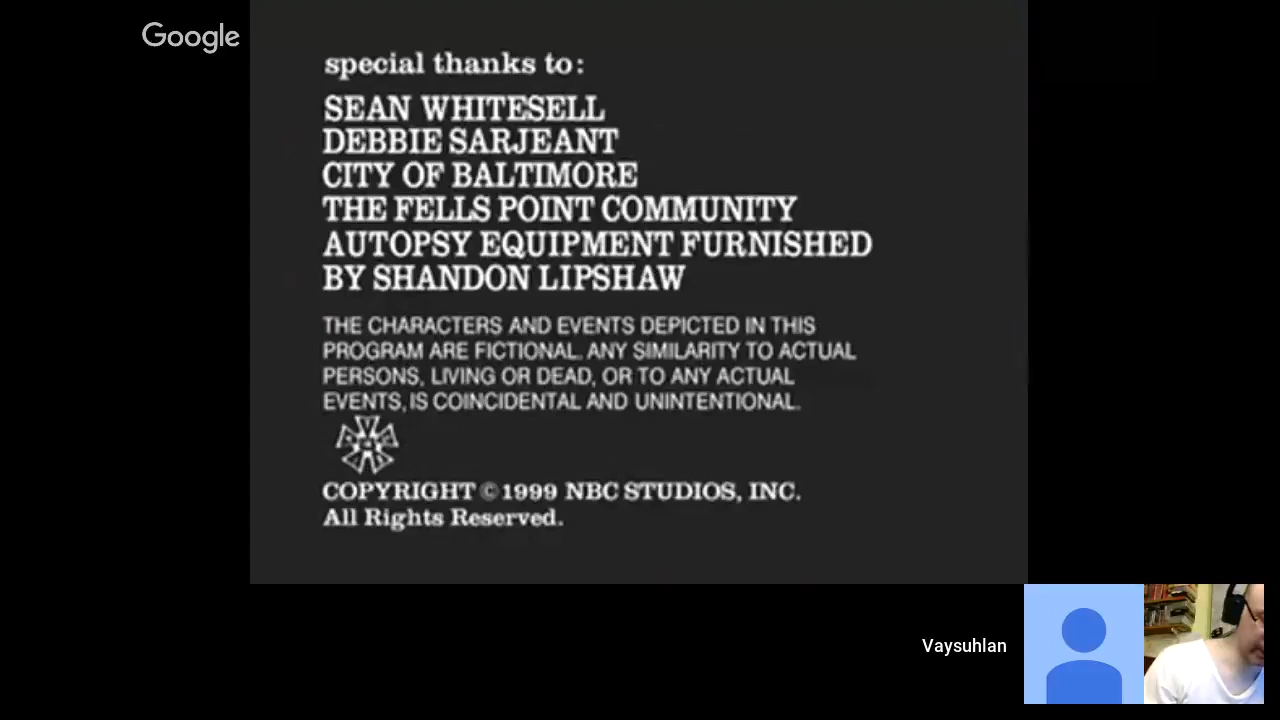 Google
special thanks to:
SEAN WHITESELL
DEBBIE SARJEANT
CITY OF BALTIMORE
THE FELLS POINT COMMUNITY
AUTOPSY EQUIPMENT FURNISHED
BY SHANDON LIPSHAW
THE CHARACTERS AND EVENTS DEPICTED IN THIS
PROGRAM ARE FICTIONAL. ANY SIMILARITY TO ACTUAL
PERSONS, LIVING OR DEAD, OR TO ANY ACTUAL
EVENTS, IS COINCIDENTAL AND UNINTENTIONAL.
COPYRIGHT © 1999 NBC STUDIOS, INC.
All Rights Reserved.
Vaysuhlan